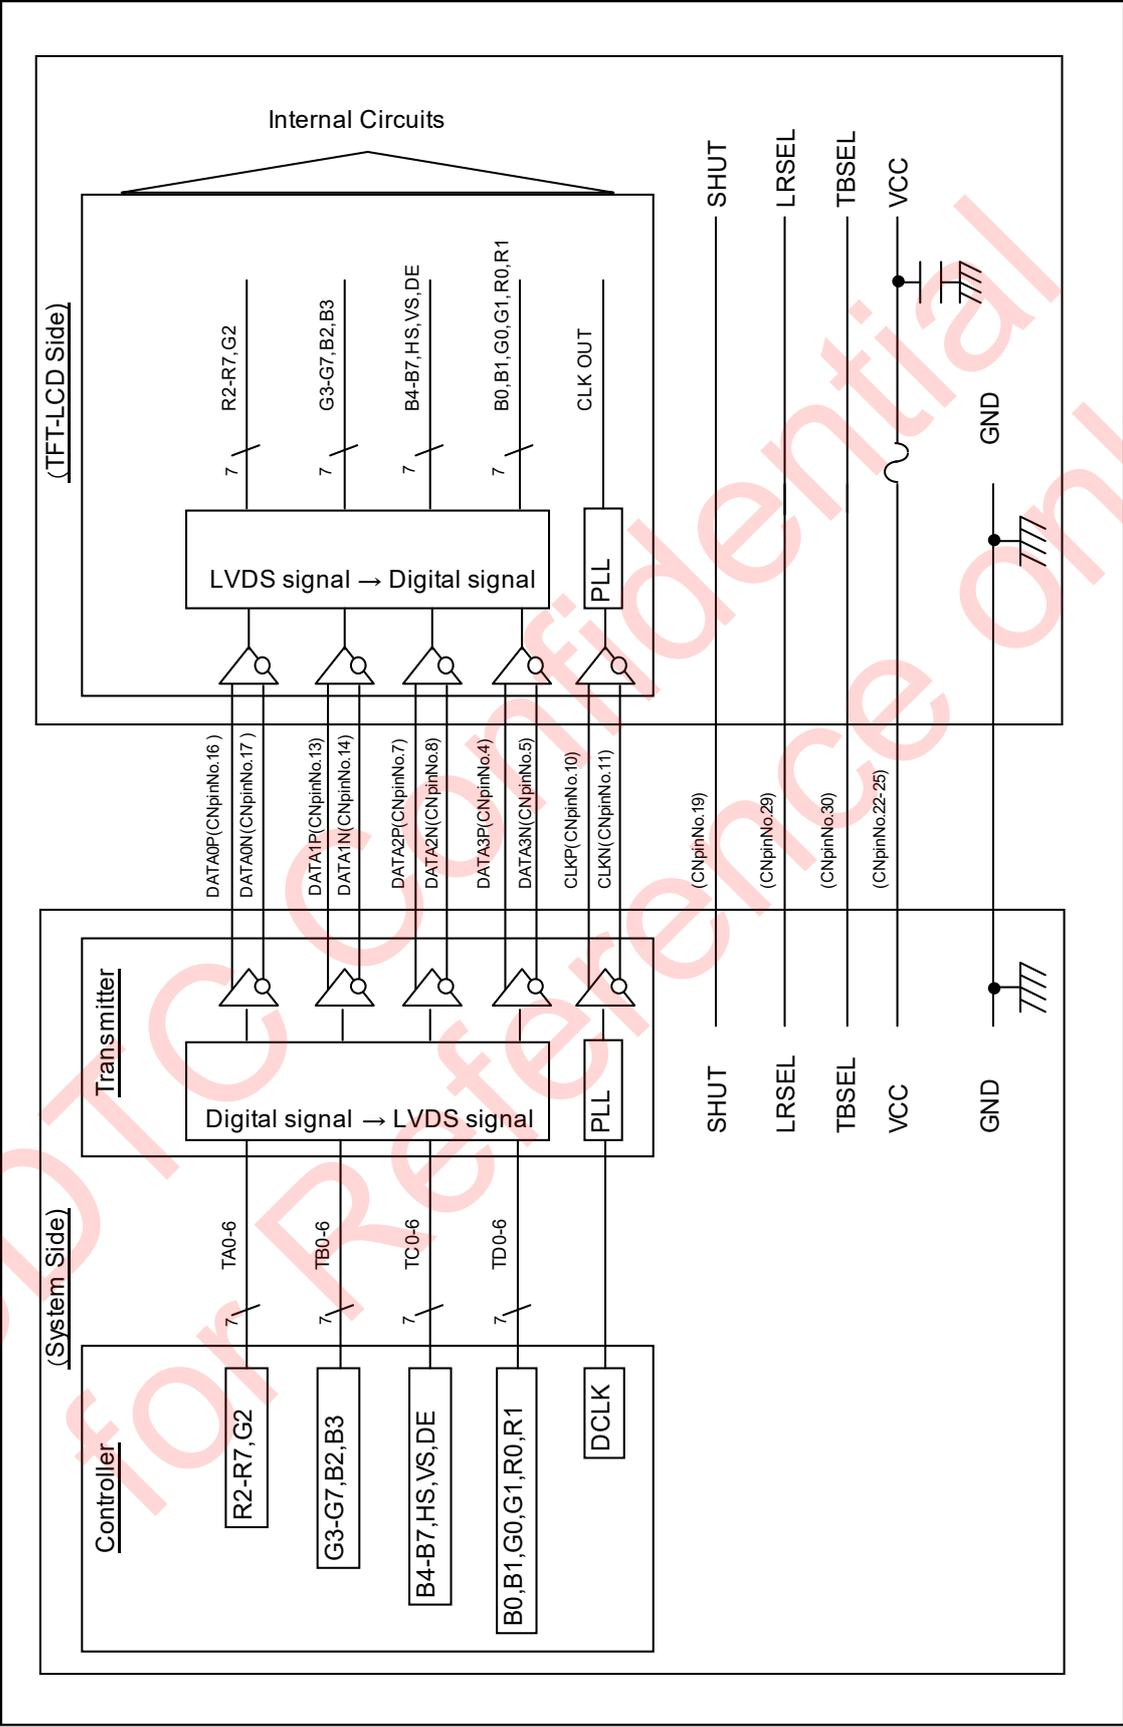 (TFT-LCD Side)
Internal Circuits
R2-R7,G2
G3-G7,B2,B3
B4-B7,HS,VS,DE
B0,B1,G0,G1,R0,R1
CLK OUT
7
7
7
7
LVDS signal → Digital signal
PLL
SHUT
LRSEL
TBSEL
VCC
GND
DATA0P(CNpinNo.16 )
DATA0N(CNpinNo.17 )
DATA1P(CNpinNo.13)
DATA1N(CNpinNo.14)
DATA2P(CNpinNo.7)
DATA2N(CNpinNo.8)
DATA3P(CNpinNo.4)
DATA3N(CNpinNo.5)
CLKP(CNpinNo.10)
CLKN(CNpinNo.11)
(CNpinNo.19)
(CNpinNo.29)
(CNpinNo.30)
(CNpinNo.22-25)
(System Side)
Transmitter
Digital signal → LVDS signal
PLL
SHUT
LRSEL
TBSEL
VCC
GND
TA0-6
TB0-6
TC0-6
TD0-6
7
7
7
7
Controller
R2-R7,G2
G3-G7,B2,B3
B4-B7,HS,VS,DE
B0,B1,G0,G1,R0,R1
DCLK
DTC Confidential
for Reference